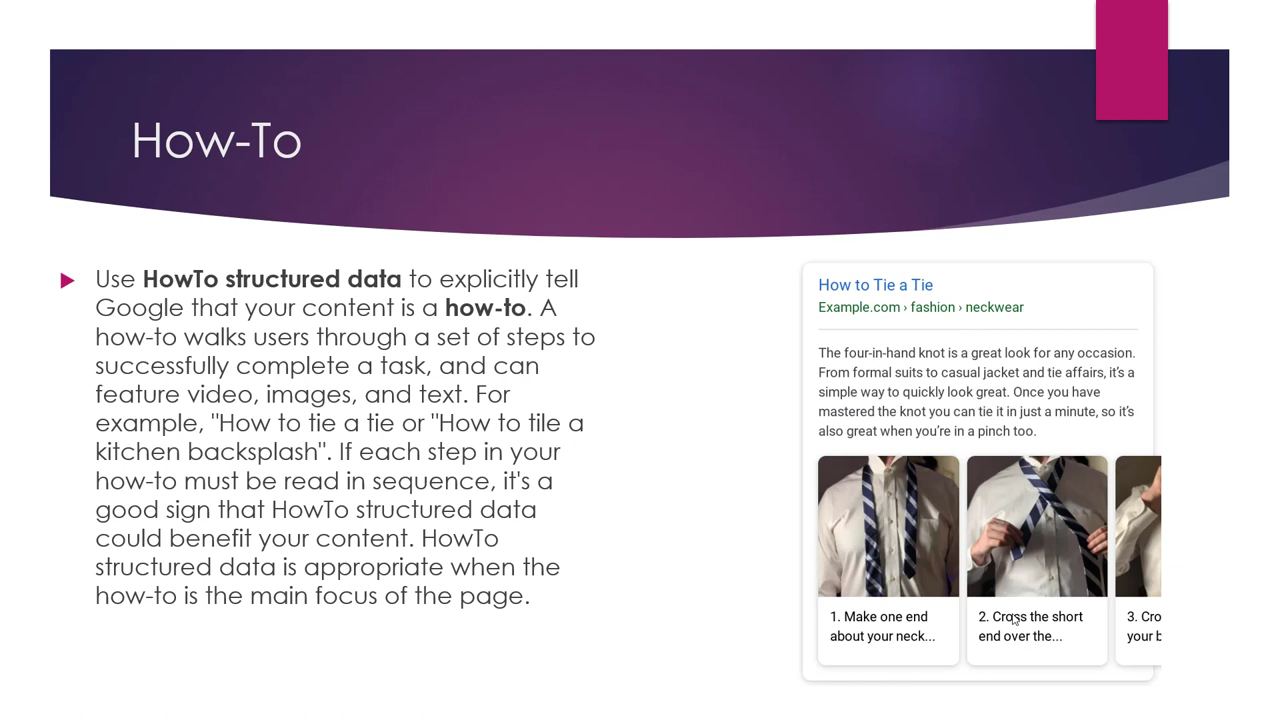 How-To
Use HowTo structured data to explicitly tell
Google that your content is a how-to. A
how-to walks users through a set of steps to
successfully complete a task, and can
feature video, images, and text. For
example, "How to tie a tie or "How to tile a
kitchen backsplash". If each step in your
how-to must be read in sequence, it's a
good sign that HowTo structured data
could benefit your content. HowTo
structured data is appropriate when the
how-to is the main focus of the page.
How to Tie a Tie
Example.com › fashion › neckwear
The four-in-hand knot is a great look for any occasion.
From formal suits to casual jacket and tie affairs, it's a
simple way to quickly look great. Once you have
mastered the knot you can tie it in just a minute, so it's
also great when you're in a pinch too.
1. Make one end
about your neck...
2. Cross the short
end over the...
3. Cro
your b